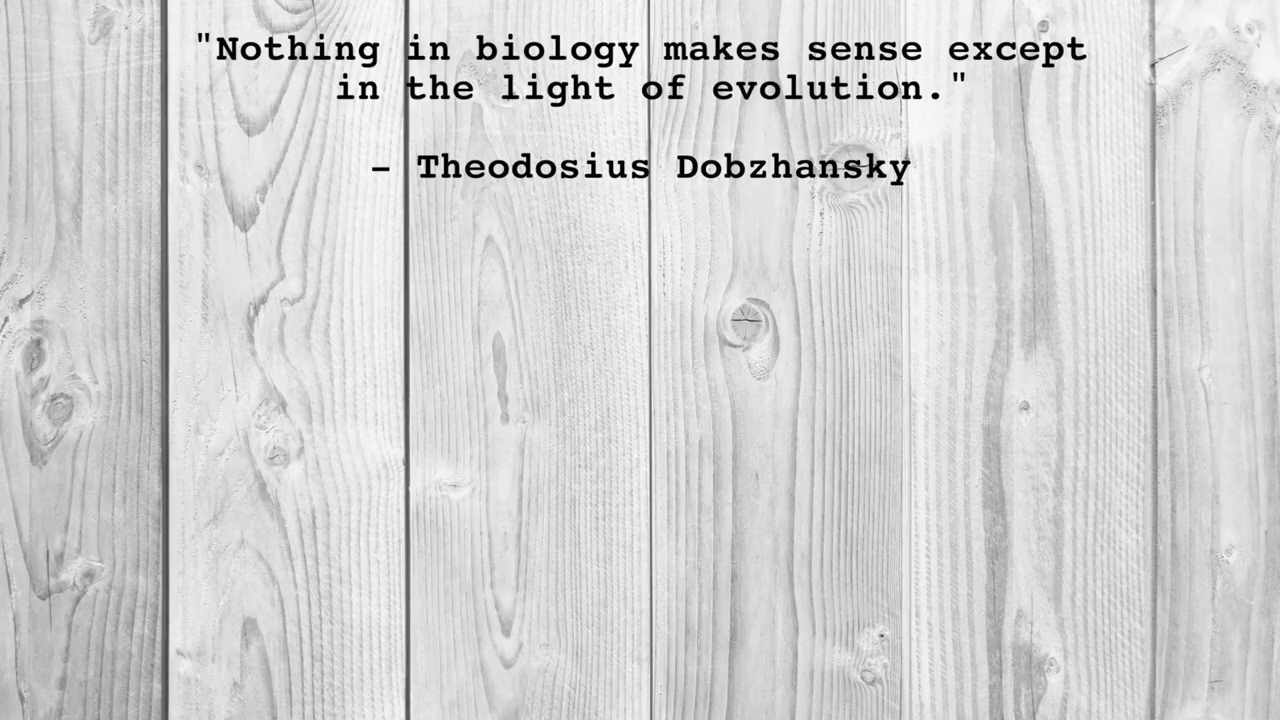 "Nothing in biology makes sense except
in the light of evolution."
- Theodosius Dobzhansky